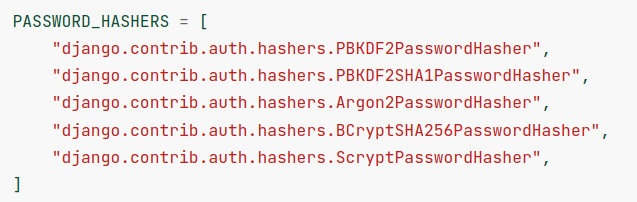 PASSWORD_HASHERS = [
    "django.contrib.auth.hashers.PBKDF2PasswordHasher",
    "django.contrib.auth.hashers.PBKDF2SHA1PasswordHasher",
    "django.contrib.auth.hashers.Argon2PasswordHasher",
    "django.contrib.auth.hashers.BCryptSHA256PasswordHasher",
    "django.contrib.auth.hashers.ScryptPasswordHasher",
]